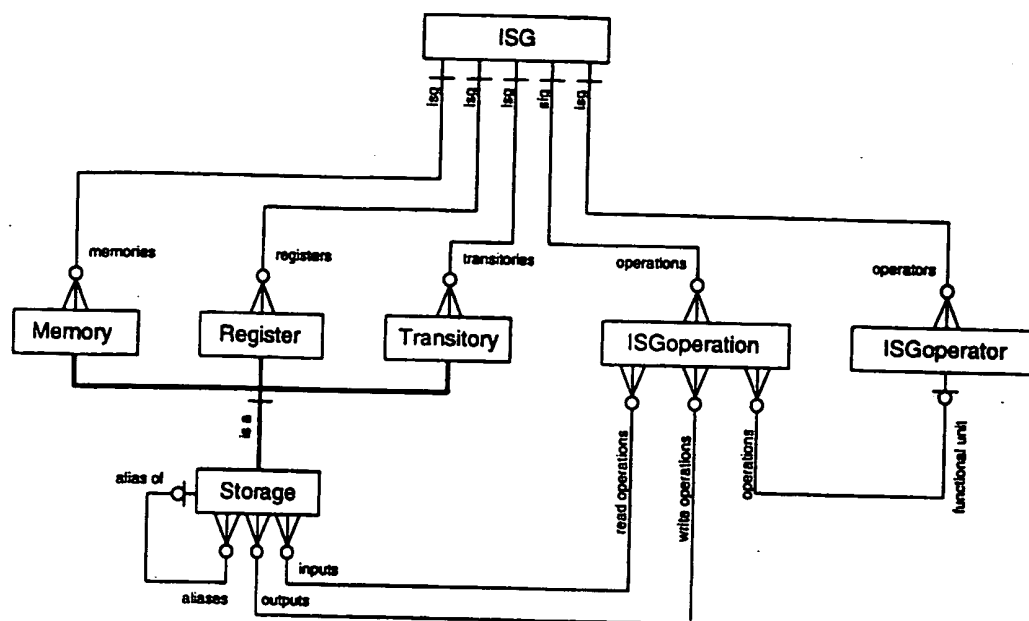 ISG
isg
isg
isg
sig
isg
memories
registers
transitories
operations
operators
Memory
Register
Transitory
ISGoperation
ISGoperator
is a
alias of
Storage
read operations
write operations
operations
functional unit
inputs
aliases
outputs